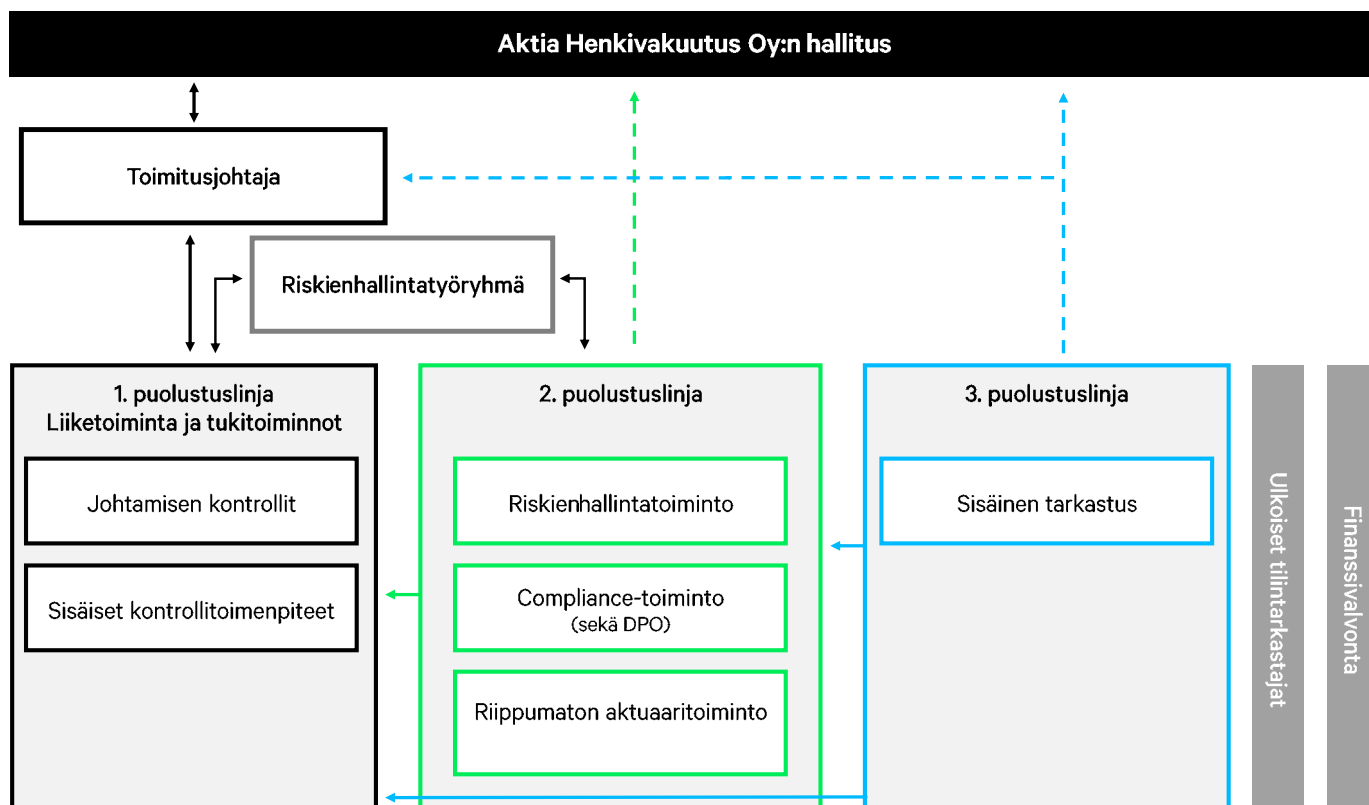 Aktia Henkivakuutus Oy:n hallitus
Toimitusjohtaja
Riskienhallintatyöryhmä
1. puolustuslinja
Liiketoiminta ja tukitoiminnot
Johtamisen kontrollit
Sisäiset kontrollitoimenpiteet
2. puolustuslinja
Riskienhallintatoiminto
Compliance-toiminto
(sekä DPO)
Riippumaton aktuaaritoiminto
3. puolustuslinja
Sisäinen tarkastus
Ulkoiset tilintarkastajat
Finanssivalvonta